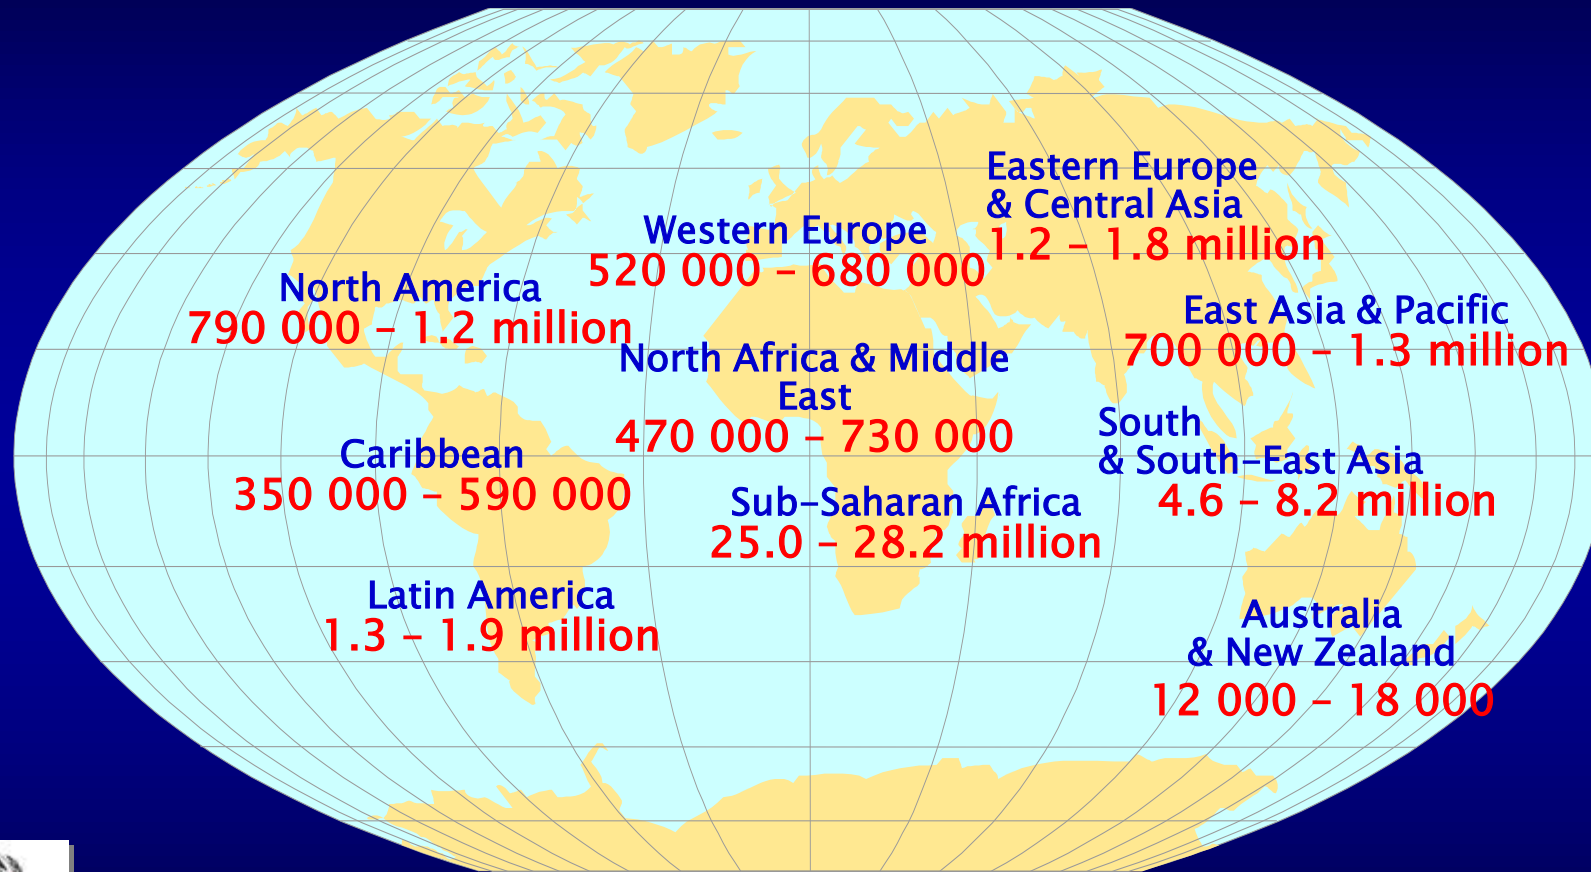 Eastern Europe
& Central Asia
1.2 – 1.8 million
Western Europe
520 000 – 680 000
North America
790 000 – 1.2 million
East Asia & Pacific
700 000 – 1.3 million
North Africa & Middle
East
470 000 – 730 000
South
& South–East Asia
4.6 – 8.2 million
Caribbean
350 000 – 590 000
Sub–Saharan Africa
25.0 – 28.2 million
Latin America
1.3 – 1.9 million
Australia
& New Zealand
12 000 – 18 000